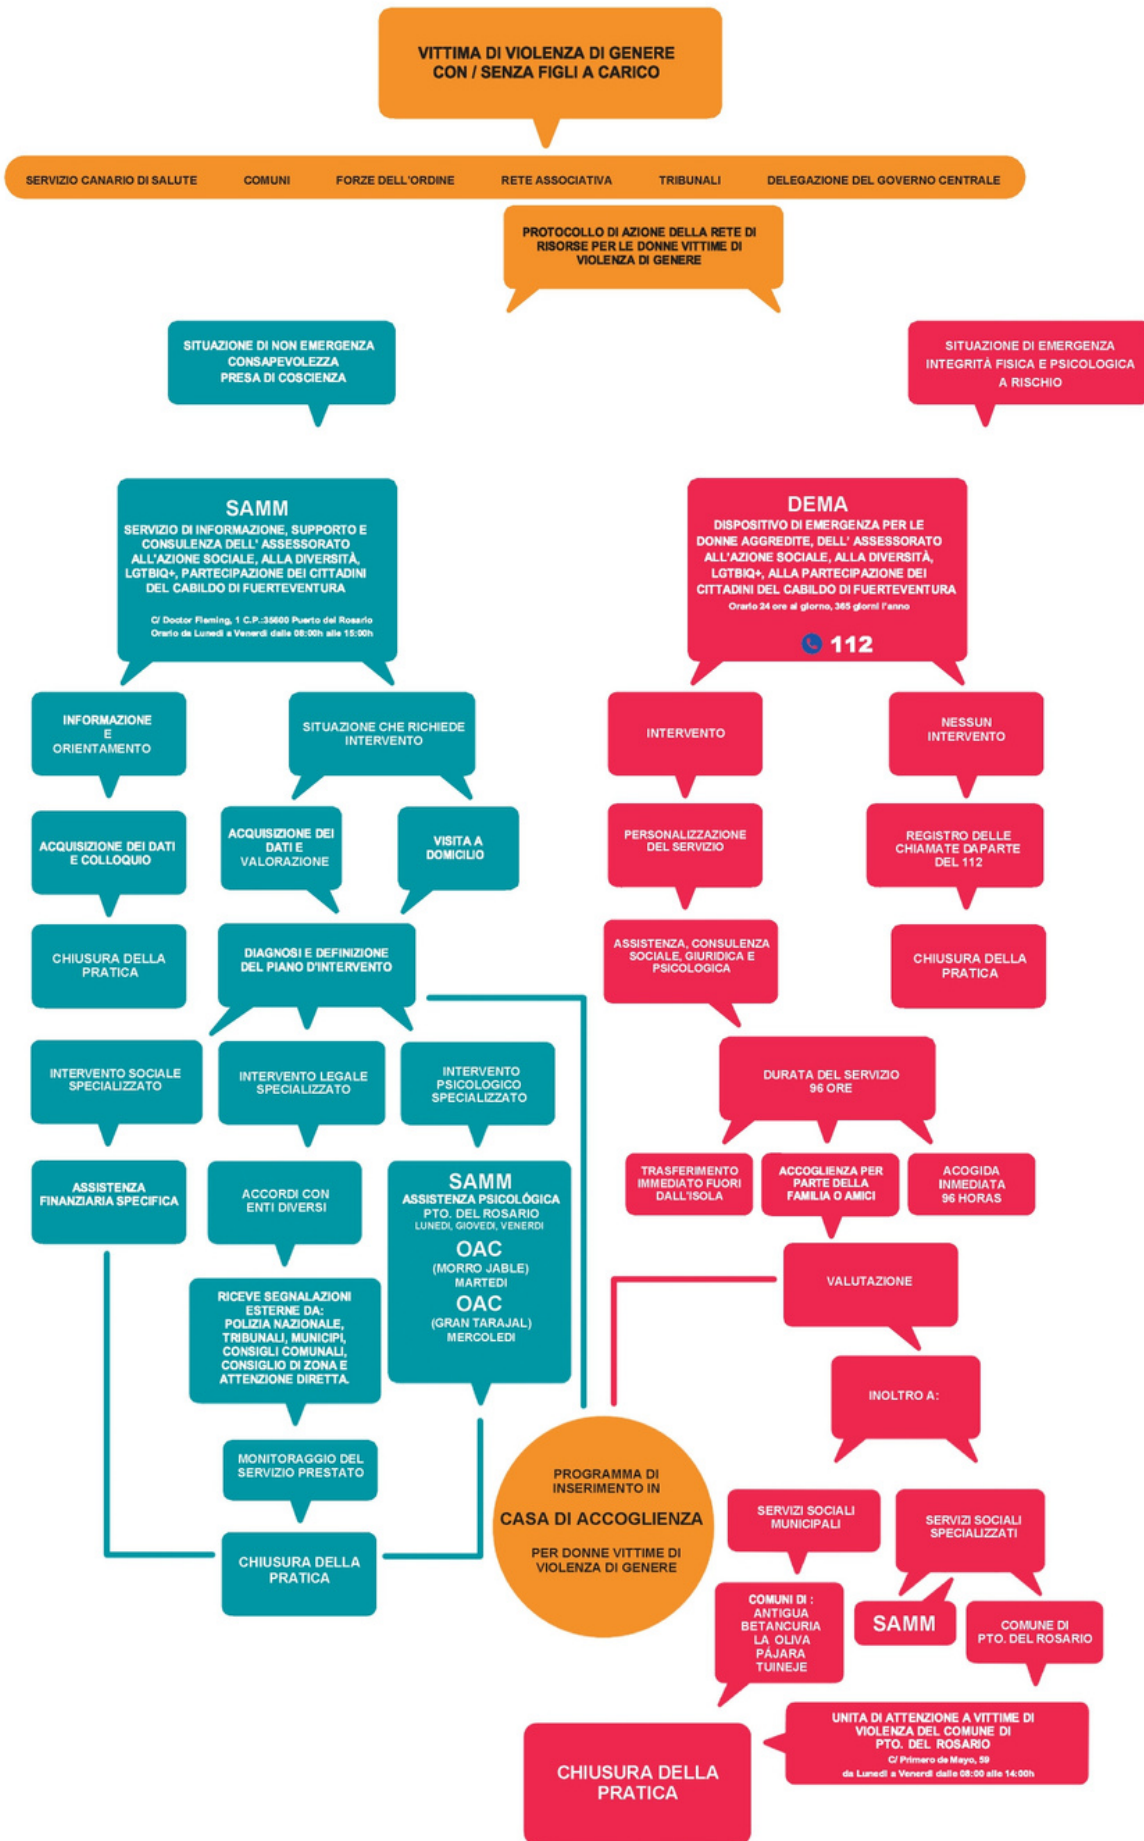 VITTIMA DI VIOLENZA DI GENERE
CON / SENZA FIGLI A CARICO
SERVIZIO CANARIO DI SALUTE COMUNI FORZE DELL'ORDINE RETE ASSOCIATIVA TRIBUNALI DELEGAZIONE DEL GOVERNO CENTRALE
PROTOCOLLO DI AZIONE DELLA RETE DI
RISORSE PER LE DONNE VITTIME DI
VIOLENZA DI GENERE
SITUAZIONE DI NON EMERGENZA
CONSAPEVOLEZZA
PRESA DI COSCIENZA
SITUAZIONE DI EMERGENZA
INTEGRITÀ FISICA E PSICOLOGICA
A RISCHIO
SAMM
SERVIZIO DI INFORMAZIONE, SUPPORTO E
CONSULENZA DELL' ASSESSORATO
ALL'AZIONE SOCIALE, ALLA DIVERSITÀ,
LGTBIQ+, PARTECIPAZIONE DEI CITTADINI
DEL CABILDO DI FUERTEVENTURA
C/ Doctor Fleming, 1 C.P.:35600 Puerto del Rosario
Orario da Lunedi a Venerdi dalle 08:00h alle 15:00h
DEMA
DISPOSITIVO DI EMERGENZA PER LE
DONNE AGGREDITE, DELL' ASSESSORATO
ALL'AZIONE SOCIALE, ALLA DIVERSITÀ,
LGTBIQ+, ALLA PARTECIPAZIONE DEI
CITTADINI DEL CABILDO DI FUERTEVENTURA
Orario 24 ore al giorno, 365 giorni l'anno
112
INFORMAZIONE
E
ORIENTAMENTO
SITUAZIONE CHE RICHIEDE
INTERVENTO
INTERVENTO
NESSUN
INTERVENTO
ACQUISIZIONE DEI DATI
E COLLOQUIO
ACQUISIZIONE DEI
DATI E
VALORAZIONE
VISITA A
DOMICILIO
PERSONALIZZAZIONE
DEL SERVIZIO
REGISTRO DELLE
CHIAMATE DAPARTE
DEL 112
CHIUSURA DELLA
PRATICA
DIAGNOSI E DEFINIZIONE
DEL PIANO D'INTERVENTO
ASSISTENZA, CONSULENZA
SOCIALE, GIURIDICA E
PSICOLOGICA
CHIUSURA DELLA
PRATICA
INTERVENTO SOCIALE
SPECIALIZZATO
INTERVENTO LEGALE
SPECIALIZZATO
INTERVENTO
PSICOLOGICO
SPECIALIZZATO
DURATA DEL SERVIZIO
96 ORE
ASSISTENZA
FINANZIARIA SPECIFICA
ACCORDI CON
ENTI DIVERSI
SAMM
ASSISTENZA PSICOLÓGICA
PTO. DEL ROSARIO
LUNEDI, GIOVEDI, VENERDI
OAC
(MORRO JABLE)
MARTEDI
OAC
(GRAN TARAJAL)
MERCOLEDI
TRASFERIMENTO
IMMEDIATO FUORI
DALL'ISOLA
ACCOGLIENZA PER
PARTE DELLA
FAMILIA O AMICI
ACOGIDA
INMEDIATA
96 HORAS
VALUTAZIONE
RICEVE SEGNALAZIONI
ESTERNE DA:
POLIZIA NAZIONALE,
TRIBUNALI, MUNICIPI,
CONSIGLI COMUNALI,
CONSIGLIO DI ZONA E
ATTENZIONE DIRETTA.
INOLTRO A:
MONITORAGGIO DEL
SERVIZIO PRESTATO
PROGRAMMA DI
INSERIMENTO IN
CASA DI ACCOGLIENZA
PER DONNE VITTIME DI
VIOLENZA DI GENERE
SERVIZI SOCIALI
MUNICIPALI
SERVIZI SOCIALI
SPECIALIZZATI
CHIUSURA DELLA
PRATICA
COMUNI DI :
ANTIGUA
BETANCURIA
LA OLIVA
PÁJARA
TUINEJE
SAMM
COMUNE DI
PTO. DEL ROSARIO
UNITA DI ATTENZIONE A VITTIME DI
VIOLENZA DEL COMUNE DI
PTO. DEL ROSARIO
C/ Primero de Mayo, 59
da Lunedi a Venerdi dalle 08:00 alle 14:00h
CHIUSURA DELLA
PRATICA